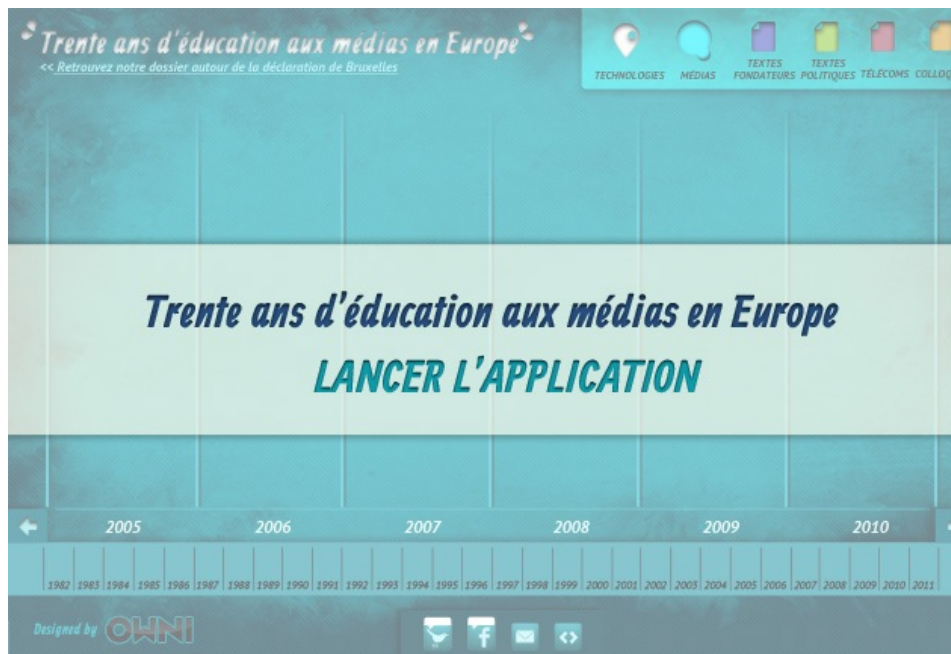 Trente ans d'éducation aux médias en Europe
<< Retrouvez notre dossier autour de la déclaration de Bruxelles
TECHNOLOGIES MÉDIAS TEXTES FONDATEURS TEXTES POLITIQUES TÉLÉCOMS COLLOQ
Trente ans d'éducation aux médias en Europe
LANCER L'APPLICATION
2005 2006 2007 2008 2009 2010
1982 1983 1984 1985 1986 1987 1988 1989 1990 1991 1992 1993 1994 1995 1996 1997 1998 1999 2000 2001 2002 2003 2004 2005 2006 2007 2008 2009 2010 2011
Designed by OWNI